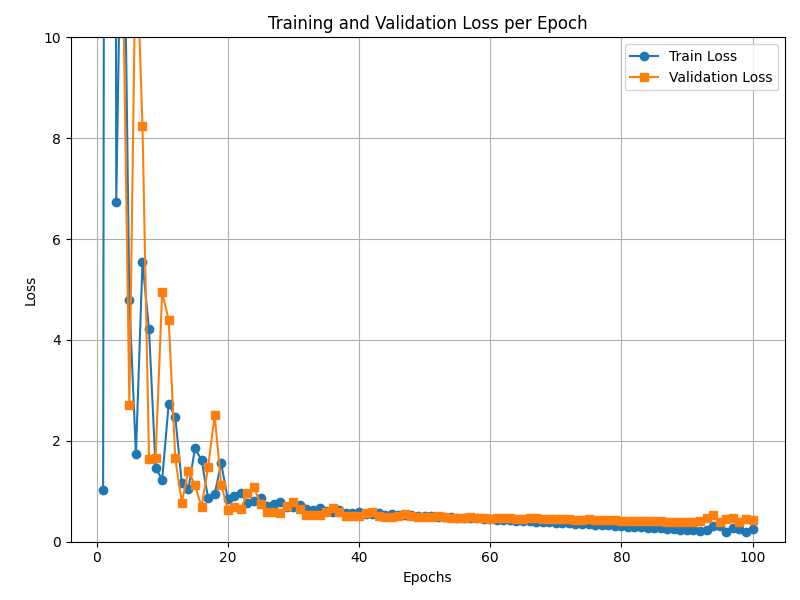 Training and Validation Loss per Epoch
Train Loss
Validation Loss
10
8
6
4
2
0
Loss
0 20 40 60 80 100
Epochs